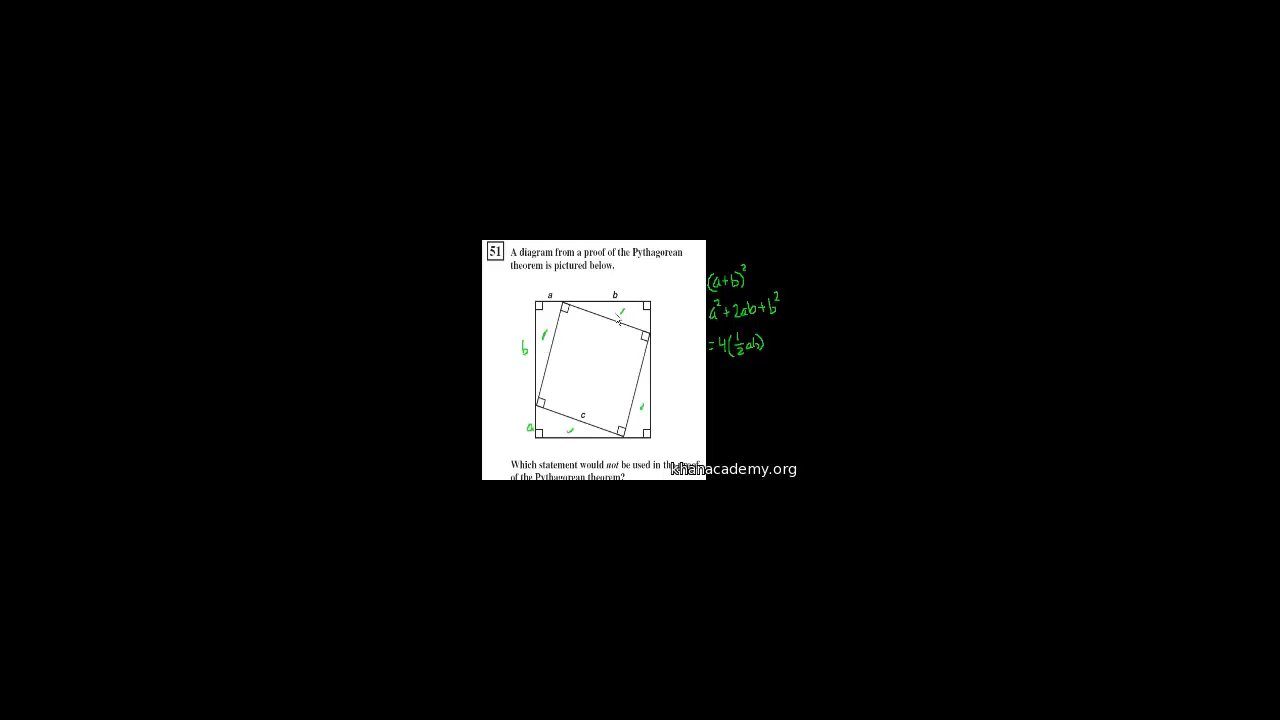 51 A diagram from a proof of the Pythagorean
theorem is pictured below.
a b
b
c
a
(a+b)²
a²+2ab+b²
=4(½ab)
Which statement would not be used in the proof
of the Pythagorean theorem?
khanacademy.org